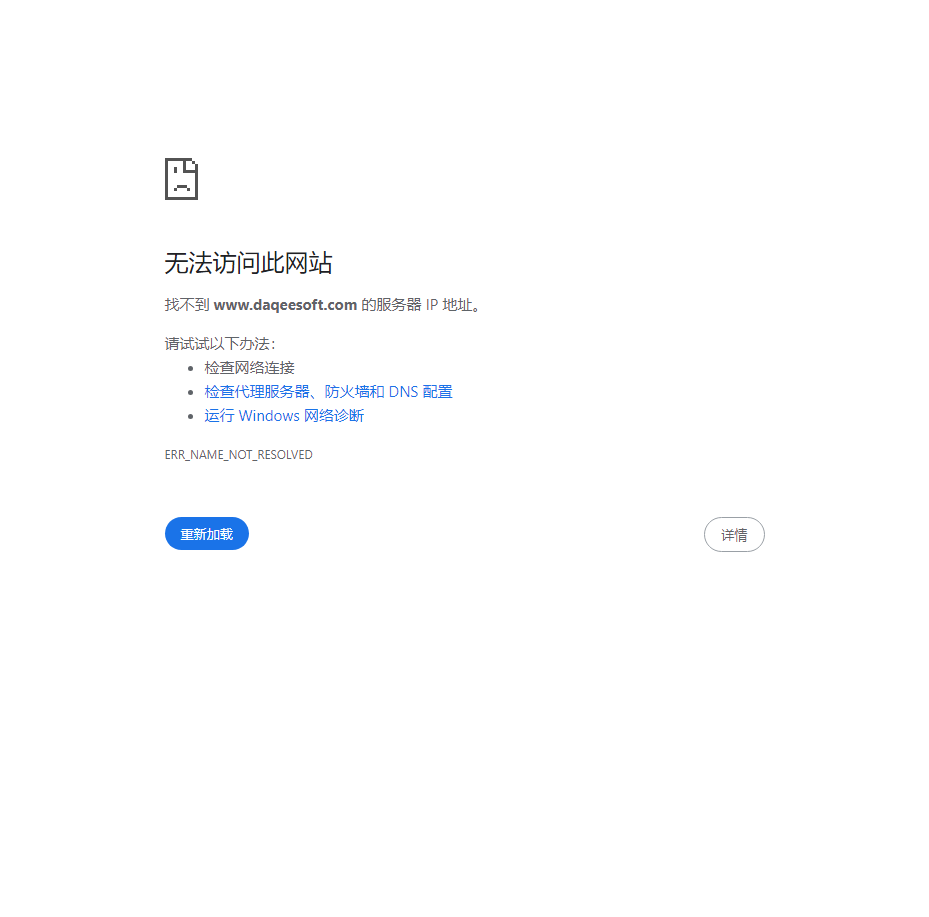 无法访问此网站
找不到 www.daqeesoft.com 的服务器 IP 地址。
请试试以下办法：
检查网络连接
检查代理服务器、防火墙和 DNS 配置
运行 Windows 网络诊断
ERR_NAME_NOT_RESOLVED
重新加载
详情